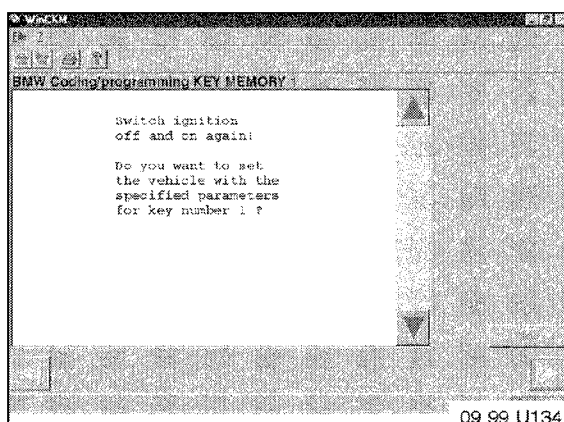 WinCKM
File ?
BMW Coding/programming KEY MEMORY
Switch ignition
off and on again!
Do you want to set
the vehicle with the
specified parameters
for key number 1 ?
09.99 U134